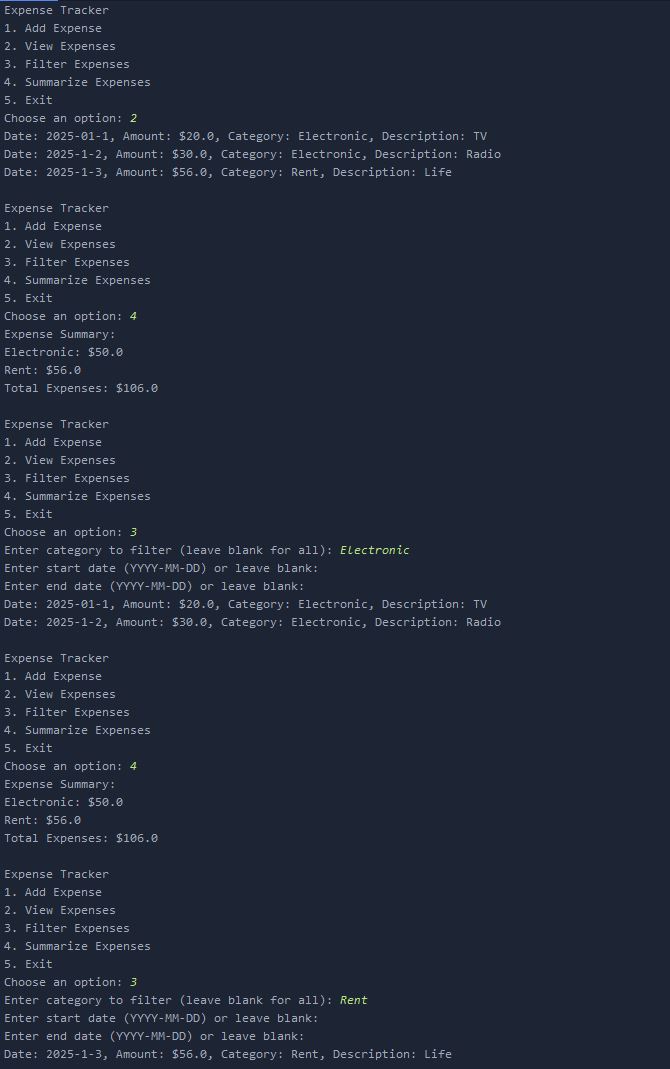 Expense Tracker
1. Add Expense
2. View Expenses
3. Filter Expenses
4. Summarize Expenses
5. Exit
Choose an option: 2
Date: 2025-01-1, Amount: $20.0, Category: Electronic, Description: TV
Date: 2025-1-2, Amount: $30.0, Category: Electronic, Description: Radio
Date: 2025-1-3, Amount: $56.0, Category: Rent, Description: Life
Expense Tracker
1. Add Expense
2. View Expenses
3. Filter Expenses
4. Summarize Expenses
5. Exit
Choose an option: 4
Expense Summary:
Electronic: $50.0
Rent: $56.0
Total Expenses: $106.0
Expense Tracker
1. Add Expense
2. View Expenses
3. Filter Expenses
4. Summarize Expenses
5. Exit
Choose an option: 3
Enter category to filter (leave blank for all): Electronic
Enter start date (YYYY-MM-DD) or leave blank:
Enter end date (YYYY-MM-DD) or leave blank:
Date: 2025-01-1, Amount: $20.0, Category: Electronic, Description: TV
Date: 2025-1-2, Amount: $30.0, Category: Electronic, Description: Radio
Expense Tracker
1. Add Expense
2. View Expenses
3. Filter Expenses
4. Summarize Expenses
5. Exit
Choose an option: 4
Expense Summary:
Electronic: $50.0
Rent: $56.0
Total Expenses: $106.0
Expense Tracker
1. Add Expense
2. View Expenses
3. Filter Expenses
4. Summarize Expenses
5. Exit
Choose an option: 3
Enter category to filter (leave blank for all): Rent
Enter start date (YYYY-MM-DD) or leave blank:
Enter end date (YYYY-MM-DD) or leave blank:
Date: 2025-1-3, Amount: $56.0, Category: Rent, Description: Life